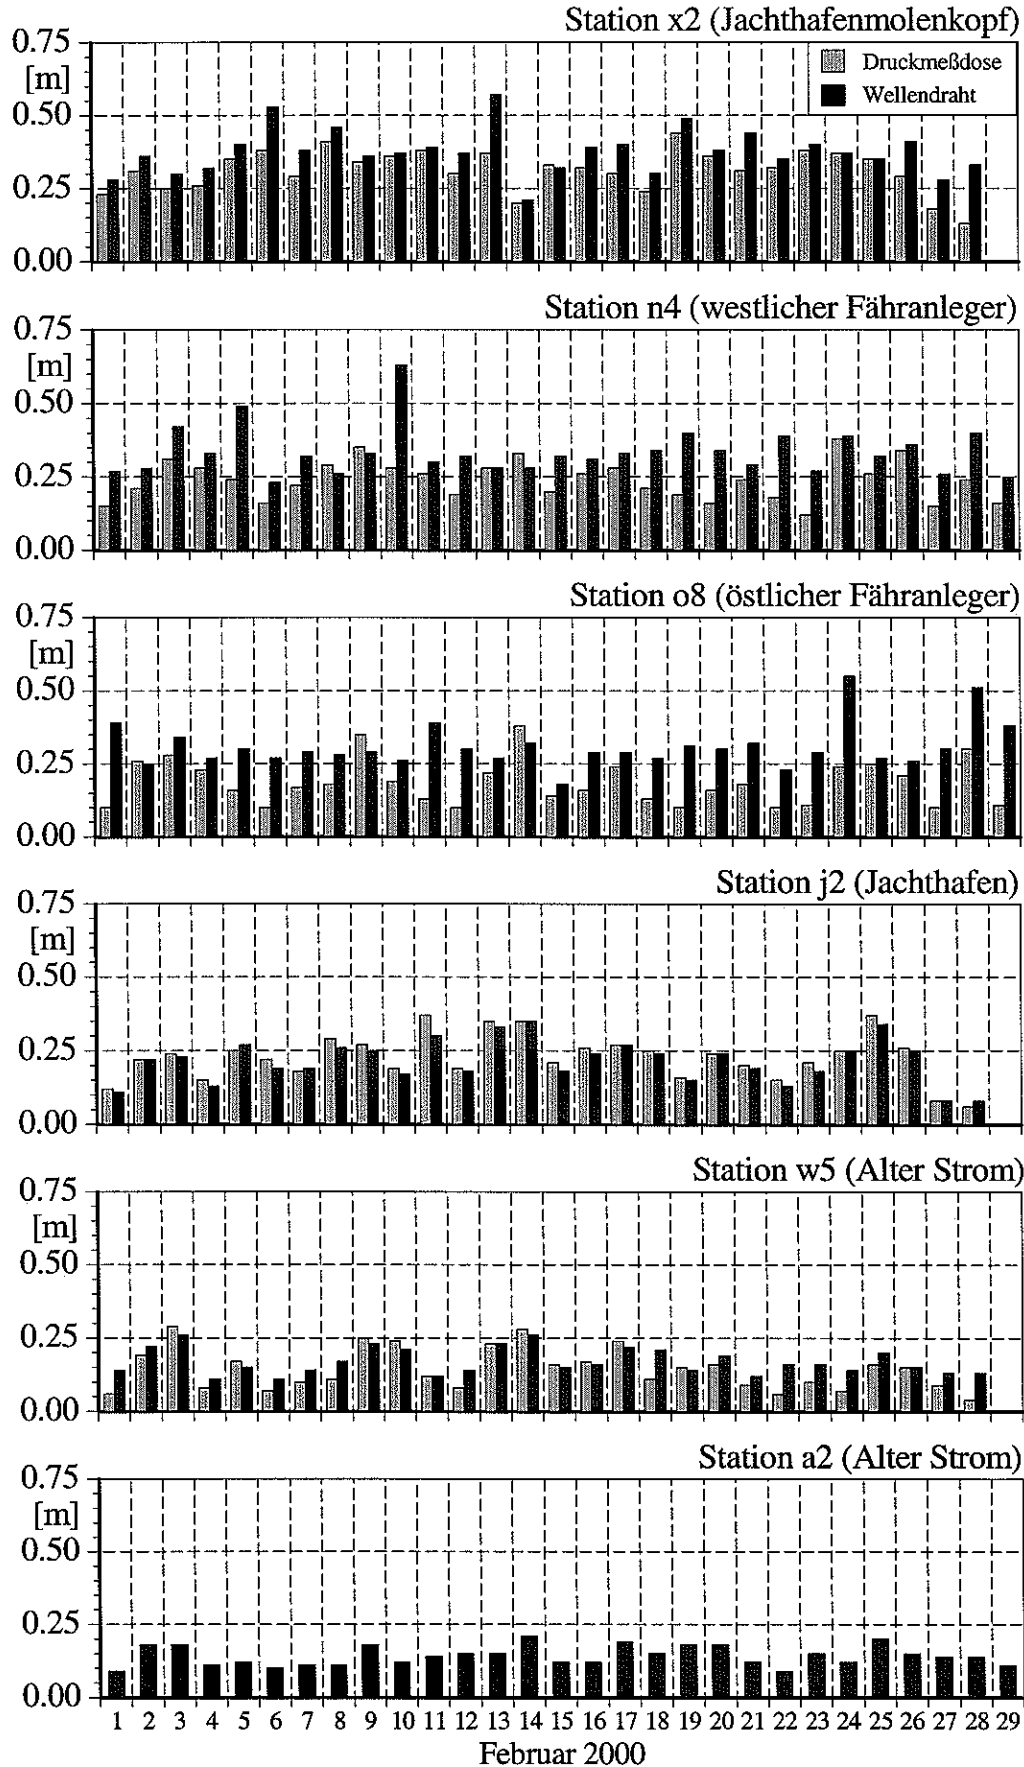 Station x2 (Jachthafenmolenkopf)
0.75
[m]
0.50
0.25
0.00
Druckmeßdose
Wellendraht
Station n4 (westlicher Fähranleger)
0.75
[m]
0.50
0.25
0.00
Station o8 (östlicher Fähranleger)
0.75
[m]
0.50
0.25
0.00
Station j2 (Jachthafen)
0.75
[m]
0.50
0.25
0.00
Station w5 (Alter Strom)
0.75
[m]
0.50
0.25
0.00
Station a2 (Alter Strom)
0.75
[m]
0.50
0.25
0.00
1 2 3 4 5 6 7 8 9 10 11 12 13 14 15 16 17 18 19 20 21 22 23 24 25 26 27 28 29
Februar 2000